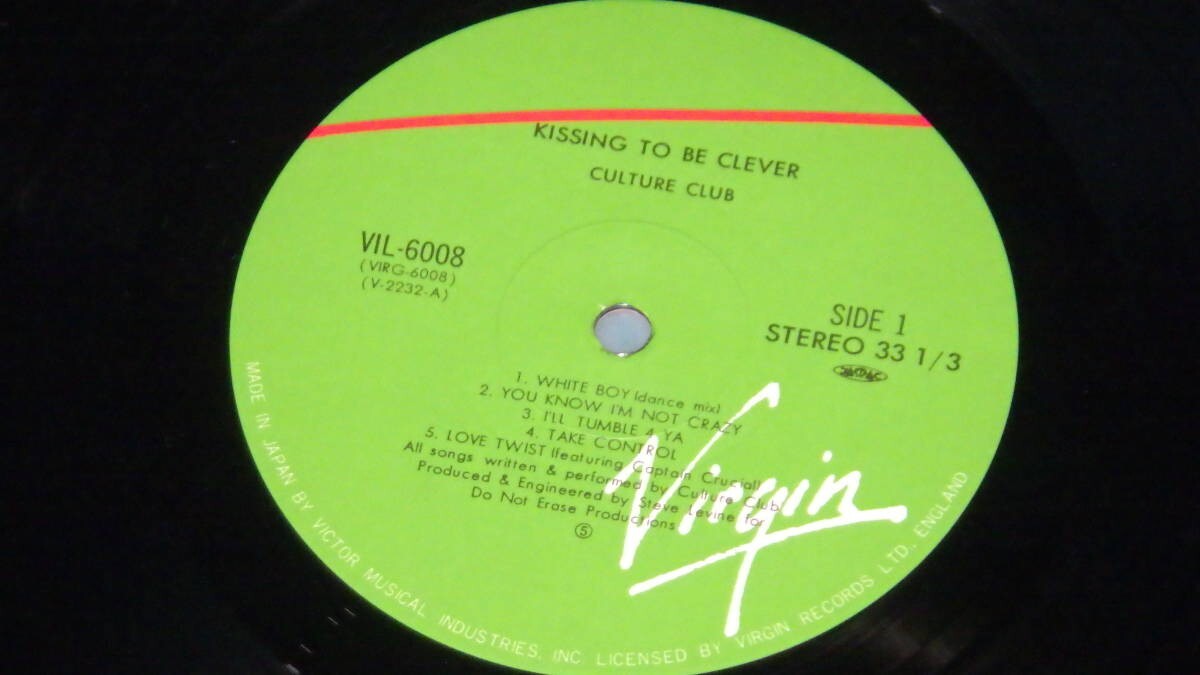 KISSING TO BE CLEVER
CULTURE CLUB
VIL-6008
(VIRG-6008)
(V-2232-A)
SIDE 1
STEREO 33 1/3
1. WHITE BOY (dance mix)
2. YOU KNOW I'M NOT CRAZY
3. I'LL TUMBLE 4 YA
4. TAKE CONTROL
5. LOVE TWIST (featuring Captain Crucial)
All songs written & performed by Culture Club
Produced & Engineered by Steve Levine for
Do Not Erase Productions
⑤
Virgin
MADE IN JAPAN BY VICTOR MUSICAL INDUSTRIES, INC. LICENSED BY VIRGIN RECORDS LTD., ENGLAND